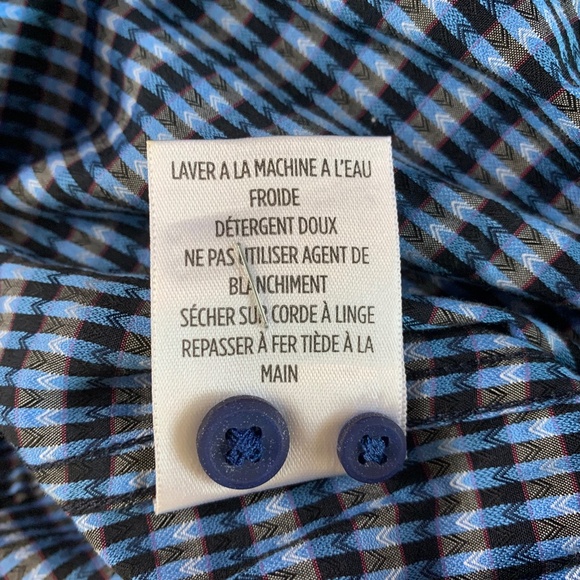 LAVER A LA MACHINE A L'EAU
FROIDE
DÉTERGENT DOUX
NE PAS UTILISER AGENT DE
BLANCHIMENT
SÉCHER SUR CORDE À LINGE
REPASSER À FER TIÈDE À LA
MAIN